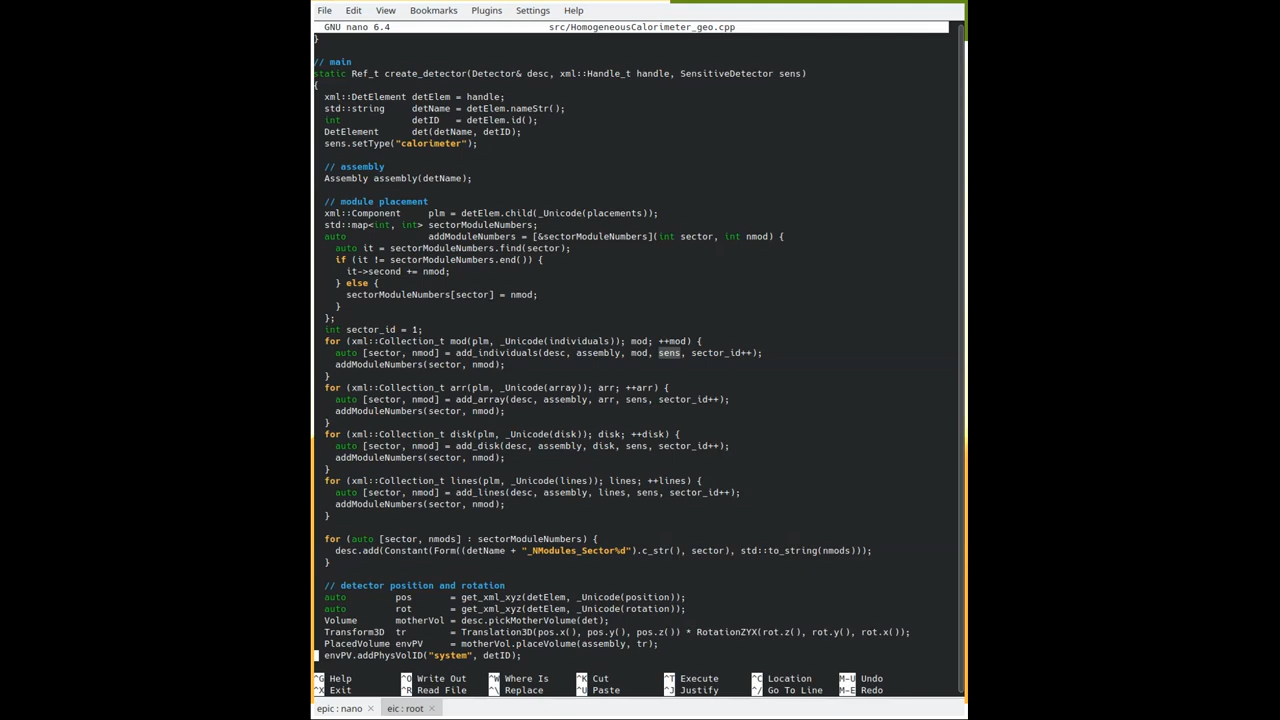 File Edit View Bookmarks Plugins Settings Help
GNU nano 6.4 src/HomogeneousCalorimeter_geo.cpp
}
// main
static Ref_t create_detector(Detector& desc, xml::Handle_t handle, SensitiveDetector sens)
{
xml::DetElement detElem = handle;
std::string detName = detElem.nameStr();
int detID = detElem.id();
DetElement det(detName, detID);
sens.setType("calorimeter");
// assembly
Assembly assembly(detName);
// module placement
xml::Component plm = detElem.child(_Unicode(placements));
std::map<int, int> sectorModuleNumbers;
auto addModuleNumbers = [&sectorModuleNumbers](int sector, int nmod) {
auto it = sectorModuleNumbers.find(sector);
if (it != sectorModuleNumbers.end()) {
it->second += nmod;
} else {
sectorModuleNumbers[sector] = nmod;
}
};
int sector_id = 1;
for (xml::Collection_t mod(plm, _Unicode(individuals)); mod; ++mod) {
auto [sector, nmod] = add_individuals(desc, assembly, mod, sens, sector_id++);
addModuleNumbers(sector, nmod);
}
for (xml::Collection_t arr(plm, _Unicode(array)); arr; ++arr) {
auto [sector, nmod] = add_array(desc, assembly, arr, sens, sector_id++);
addModuleNumbers(sector, nmod);
}
for (xml::Collection_t disk(plm, _Unicode(disk)); disk; ++disk) {
auto [sector, nmod] = add_disk(desc, assembly, disk, sens, sector_id++);
addModuleNumbers(sector, nmod);
}
for (xml::Collection_t lines(plm, _Unicode(lines)); lines; ++lines) {
auto [sector, nmod] = add_lines(desc, assembly, lines, sens, sector_id++);
addModuleNumbers(sector, nmod);
}
for (auto [sector, nmods] : sectorModuleNumbers) {
desc.add(Constant(Form((detName + "_NModules_Sector%d").c_str(), sector), std::to_string(nmods)));
}
// detector position and rotation
auto pos = get_xml_xyz(detElem, _Unicode(position));
auto rot = get_xml_xyz(detElem, _Unicode(rotation));
Volume motherVol = desc.pickMotherVolume(det);
Transform3D tr = Translation3D(pos.x(), pos.y(), pos.z()) * RotationZYX(rot.z(), rot.y(), rot.x());
PlacedVolume envPV = motherVol.placeVolume(assembly, tr);
envPV.addPhysVolID("system", detID);
^G Help ^O Write Out ^W Where Is ^K Cut ^T Execute ^C Location M-U Undo
^X Exit ^R Read File ^\ Replace ^U Paste ^J Justify ^/ Go To Line M-E Redo
epic : nano eic : root